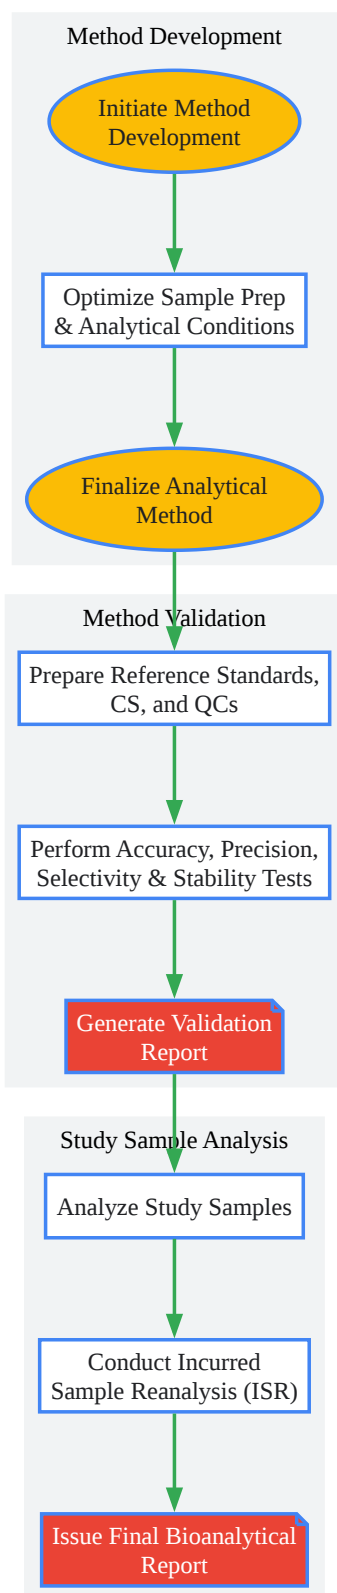 Method Development
Initiate Method
Development
Optimize Sample Prep
& Analytical Conditions
Finalize Analytical
Method
Method Validation
Prepare Reference Standards,
CS, and QCs
Perform Accuracy, Precision,
Selectivity & Stability Tests
Generate Validation
Report
Study Sample Analysis
Analyze Study Samples
Conduct Incurred
Sample Reanalysis (ISR)
Issue Final Bioanalytical
Report